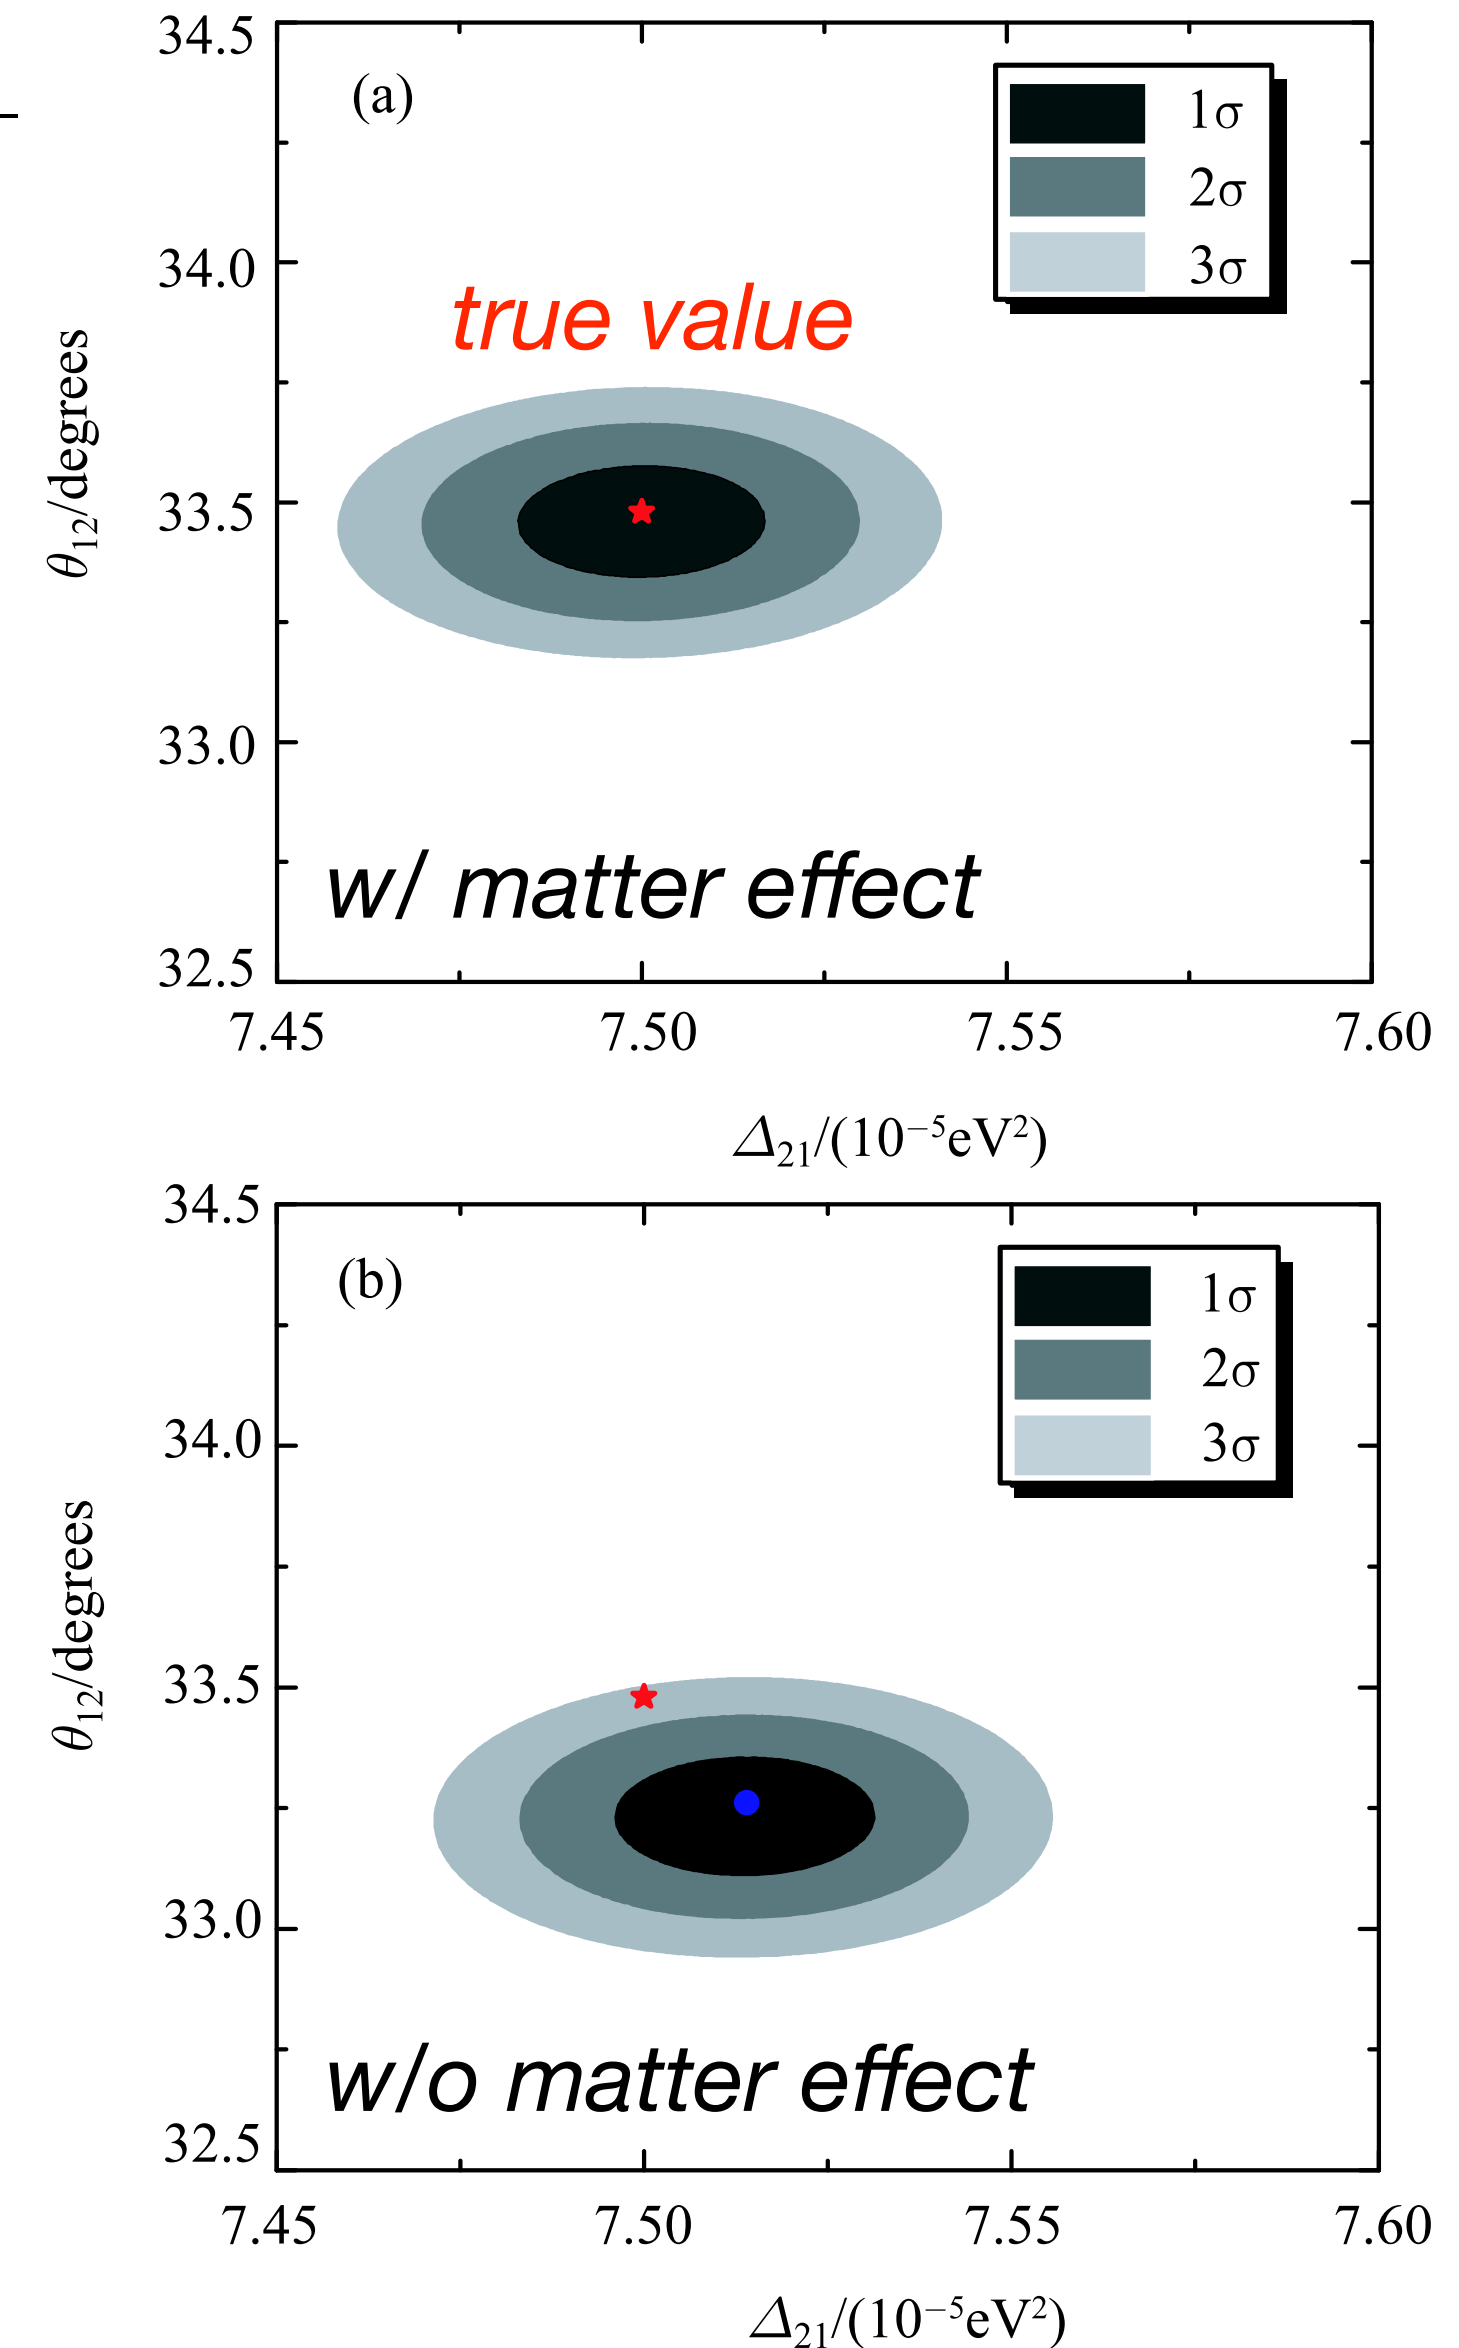 34.5
(a)
1σ
2σ
3σ
34.0
true value
33.5
θ12/degrees
33.0
w/ matter effect
32.5
7.45 7.50 7.55 7.60
Δ21/(10−5eV2)
34.5
(b)
1σ
2σ
3σ
34.0
33.5
θ12/degrees
33.0
w/o matter effect
32.5
7.45 7.50 7.55 7.60
Δ21/(10−5eV2)